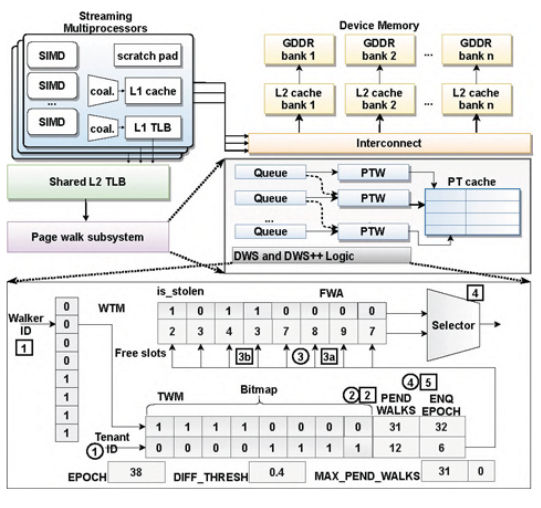 Streaming
Multiprocessors
SIMD
SIMD
...
SIMD
scratch pad
coal.
L1 cache
coal.
L1 TLB
Device Memory
GDDR
bank 1
GDDR
bank 2
...
GDDR
bank n
L2 cache
bank 1
L2 cache
bank 2
...
L2 cache
bank n
Interconnect
Shared L2 TLB
Page walk subsystem
Queue
PTW
Queue
PTW
...
Queue
PTW
PT cache
DWS and DWS++ Logic
Walker
ID
1
WTM
0
0
0
0
1
1
1
1
is_stolen
FWA
1 0 1 1 0 0 0 0
2 3 4 3 7 8 9 7
Free slots
3b
3
3a
4
Selector
TWM
Bitmap
2 2
4 5
PEND
WALKS
ENQ
EPOCH
1 1 1 1 0 0 0 0 31 32
0 0 0 0 1 1 1 1 12 6
1
Tenant
ID
EPOCH 38
DIFF_THRESH 0.4
MAX_PEND_WALKS 31 0